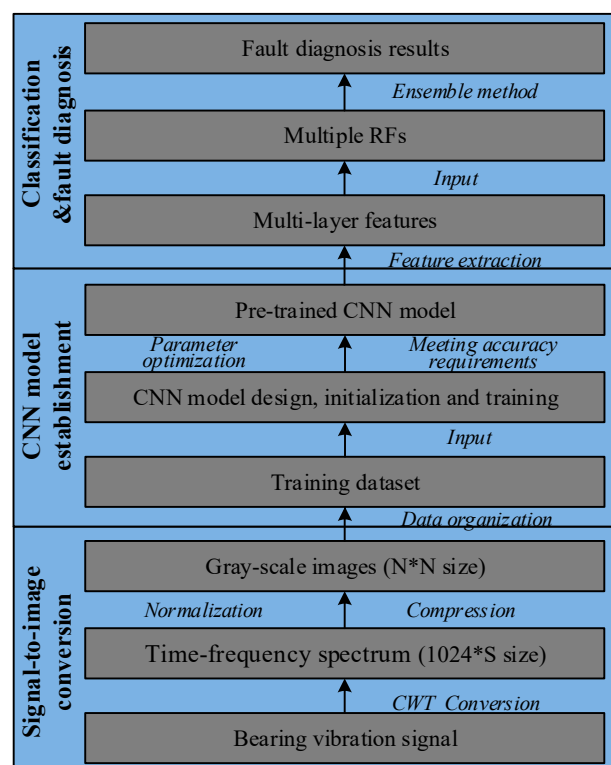 Classification
&fault diagnosis
Fault diagnosis results
Ensemble method
Multiple RFs
Input
Multi-layer features
Feature extraction
CNN model
establishment
Pre-trained CNN model
Parameter
optimization
Meeting accuracy
requirements
CNN model design, initialization and training
Input
Training dataset
Data organization
Signal-to-image
conversion
Gray-scale images (N*N size)
Normalization
Compression
Time-frequency spectrum (1024*S size)
CWT Conversion
Bearing vibration signal